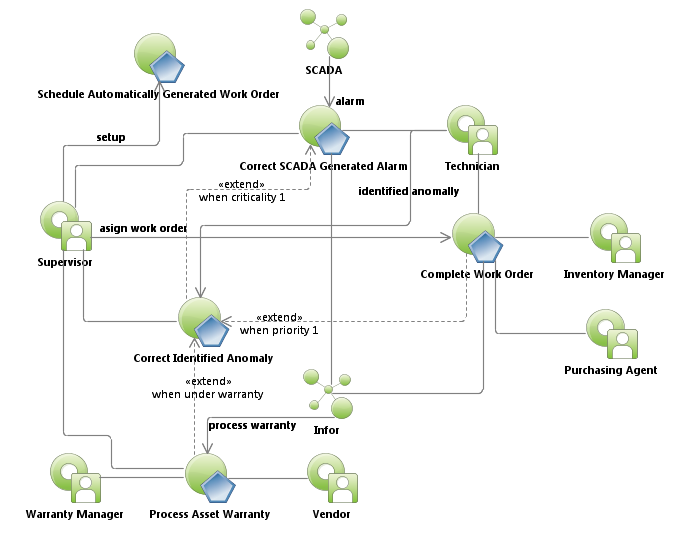 SCADA
Schedule Automatically Generated Work Order
alarm
setup
Correct SCADA Generated Alarm
Technician
«extend»
when criticality 1
identified anomally
asign work order
Supervisor
Complete Work Order
Inventory Manager
«extend»
when priority 1
Correct Identified Anomaly
Purchasing Agent
«extend»
when under warranty
process warranty
Infor
Warranty Manager
Process Asset Warranty
Vendor